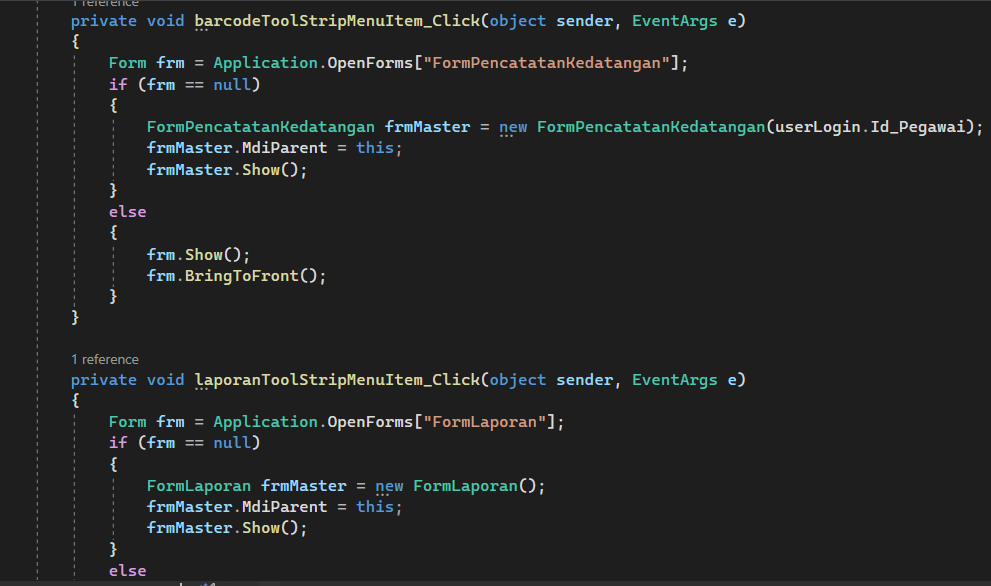 1 reference
private void barcodeToolStripMenuItem_Click(object sender, EventArgs e)
{
Form frm = Application.OpenForms["FormPencatatanKedatangan"];
if (frm == null)
{
FormPencatatanKedatangan frmMaster = new FormPencatatanKedatangan(userLogin.Id_Pegawai);
frmMaster.MdiParent = this;
frmMaster.Show();
}
else
{
frm.Show();
frm.BringToFront();
}
}
1 reference
private void laporanToolStripMenuItem_Click(object sender, EventArgs e)
{
Form frm = Application.OpenForms["FormLaporan"];
if (frm == null)
{
FormLaporan frmMaster = new FormLaporan();
frmMaster.MdiParent = this;
frmMaster.Show();
}
else